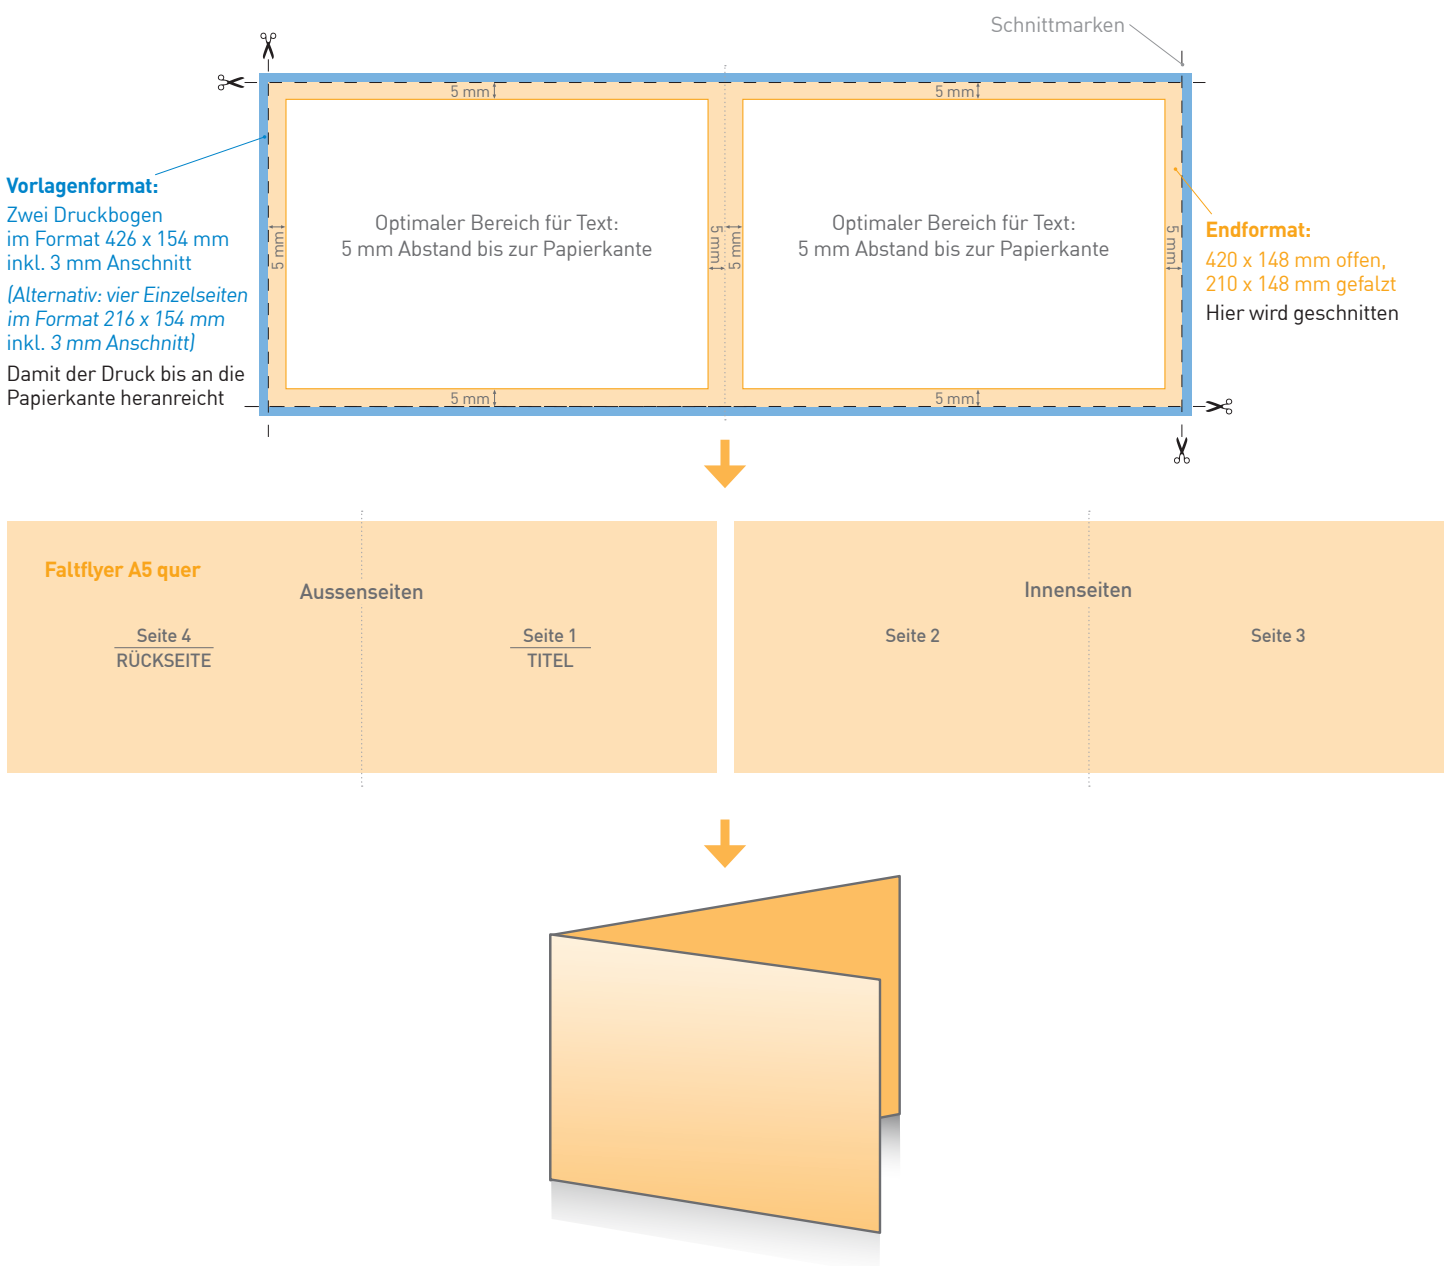 Schnittmarken
5 mm
5 mm
Vorlagenformat:
Zwei Druckbogen
im Format 426 x 154 mm
inkl. 3 mm Anschnitt
(Alternativ: vier Einzelseiten
im Format 216 x 154 mm
inkl. 3 mm Anschnitt)
Damit der Druck bis an die
Papierkante heranreicht
5 mm
Optimaler Bereich für Text:
5 mm Abstand bis zur Papierkante
5 mm
5 mm
Optimaler Bereich für Text:
5 mm Abstand bis zur Papierkante
5 mm
Endformat:
420 x 148 mm offen,
210 x 148 mm gefalzt
Hier wird geschnitten
5 mm
5 mm
Faltflyer A5 quer
Aussenseiten
Seite 4
RÜCKSEITE
Seite 1
TITEL
Innenseiten
Seite 2
Seite 3